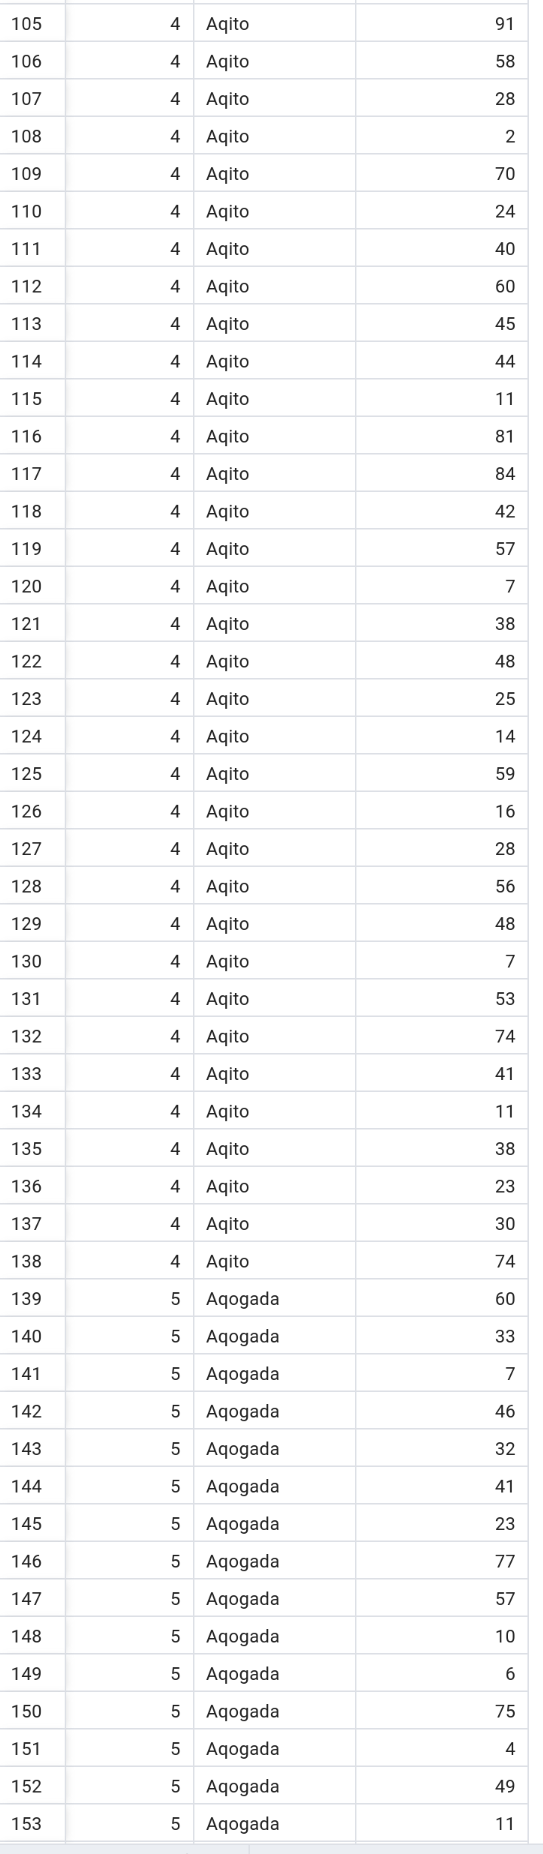 105 4 Aqito 91
106 4 Aqito 58
107 4 Aqito 28
108 4 Aqito 2
109 4 Aqito 70
110 4 Aqito 24
111 4 Aqito 40
112 4 Aqito 60
113 4 Aqito 45
114 4 Aqito 44
115 4 Aqito 11
116 4 Aqito 81
117 4 Aqito 84
118 4 Aqito 42
119 4 Aqito 57
120 4 Aqito 7
121 4 Aqito 38
122 4 Aqito 48
123 4 Aqito 25
124 4 Aqito 14
125 4 Aqito 59
126 4 Aqito 16
127 4 Aqito 28
128 4 Aqito 56
129 4 Aqito 48
130 4 Aqito 7
131 4 Aqito 53
132 4 Aqito 74
133 4 Aqito 41
134 4 Aqito 11
135 4 Aqito 38
136 4 Aqito 23
137 4 Aqito 30
138 4 Aqito 74
139 5 Aqogada 60
140 5 Aqogada 33
141 5 Aqogada 7
142 5 Aqogada 46
143 5 Aqogada 32
144 5 Aqogada 41
145 5 Aqogada 23
146 5 Aqogada 77
147 5 Aqogada 57
148 5 Aqogada 10
149 5 Aqogada 6
150 5 Aqogada 75
151 5 Aqogada 4
152 5 Aqogada 49
153 5 Aqogada 11